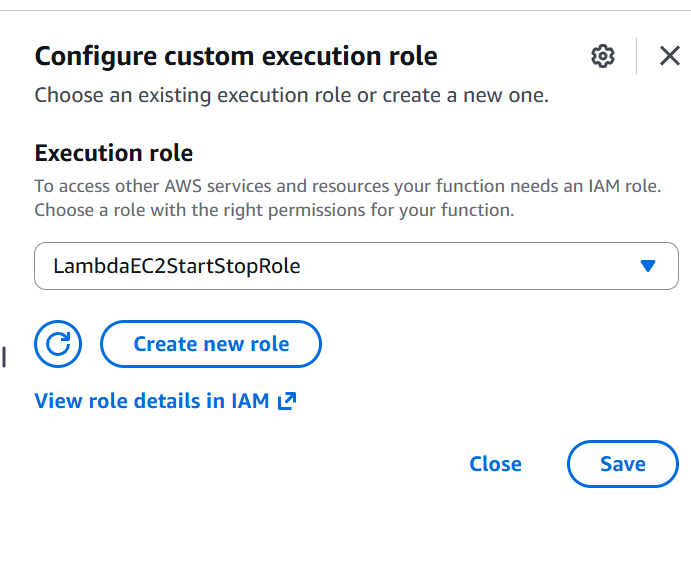 Configure custom execution role
Choose an existing execution role or create a new one.
Execution role
To access other AWS services and resources your function needs an IAM role.
Choose a role with the right permissions for your function.
LambdaEC2StartStopRole
Create new role
View role details in IAM
Close
Save